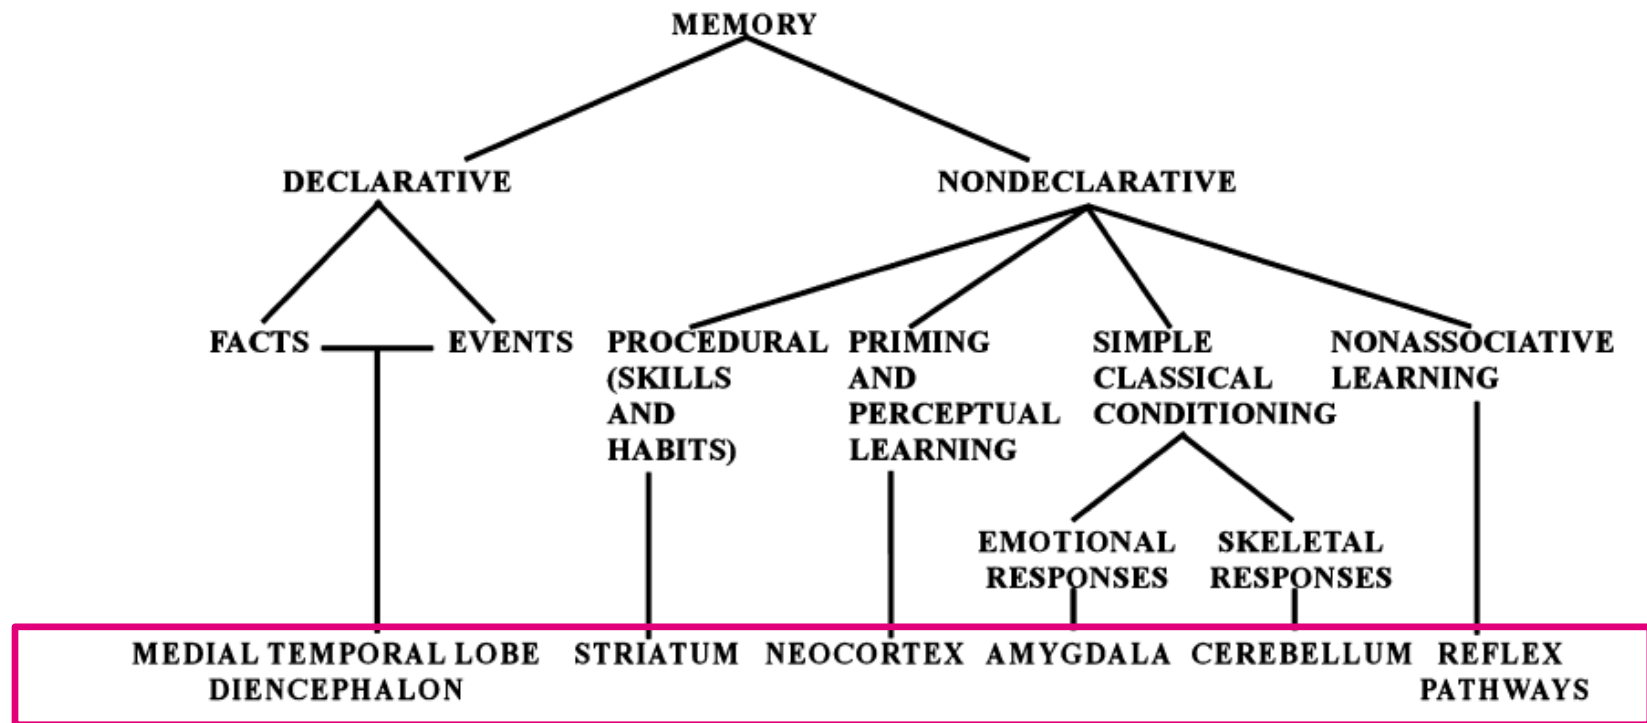 MEMORY
DECLARATIVE
NONDECLARATIVE
FACTS
EVENTS
PROCEDURAL
(SKILLS
AND
HABITS)
PRIMING
AND
PERCEPTUAL
LEARNING
SIMPLE
CLASSICAL
CONDITIONING
NONASSOCIATIVE
LEARNING
EMOTIONAL
RESPONSES
SKELETAL
RESPONSES
MEDIAL TEMPORAL LOBE
DIENCEPHALON
STRIATUM
NEOCORTEX
AMYGDALA
CEREBELLUM
REFLEX
PATHWAYS